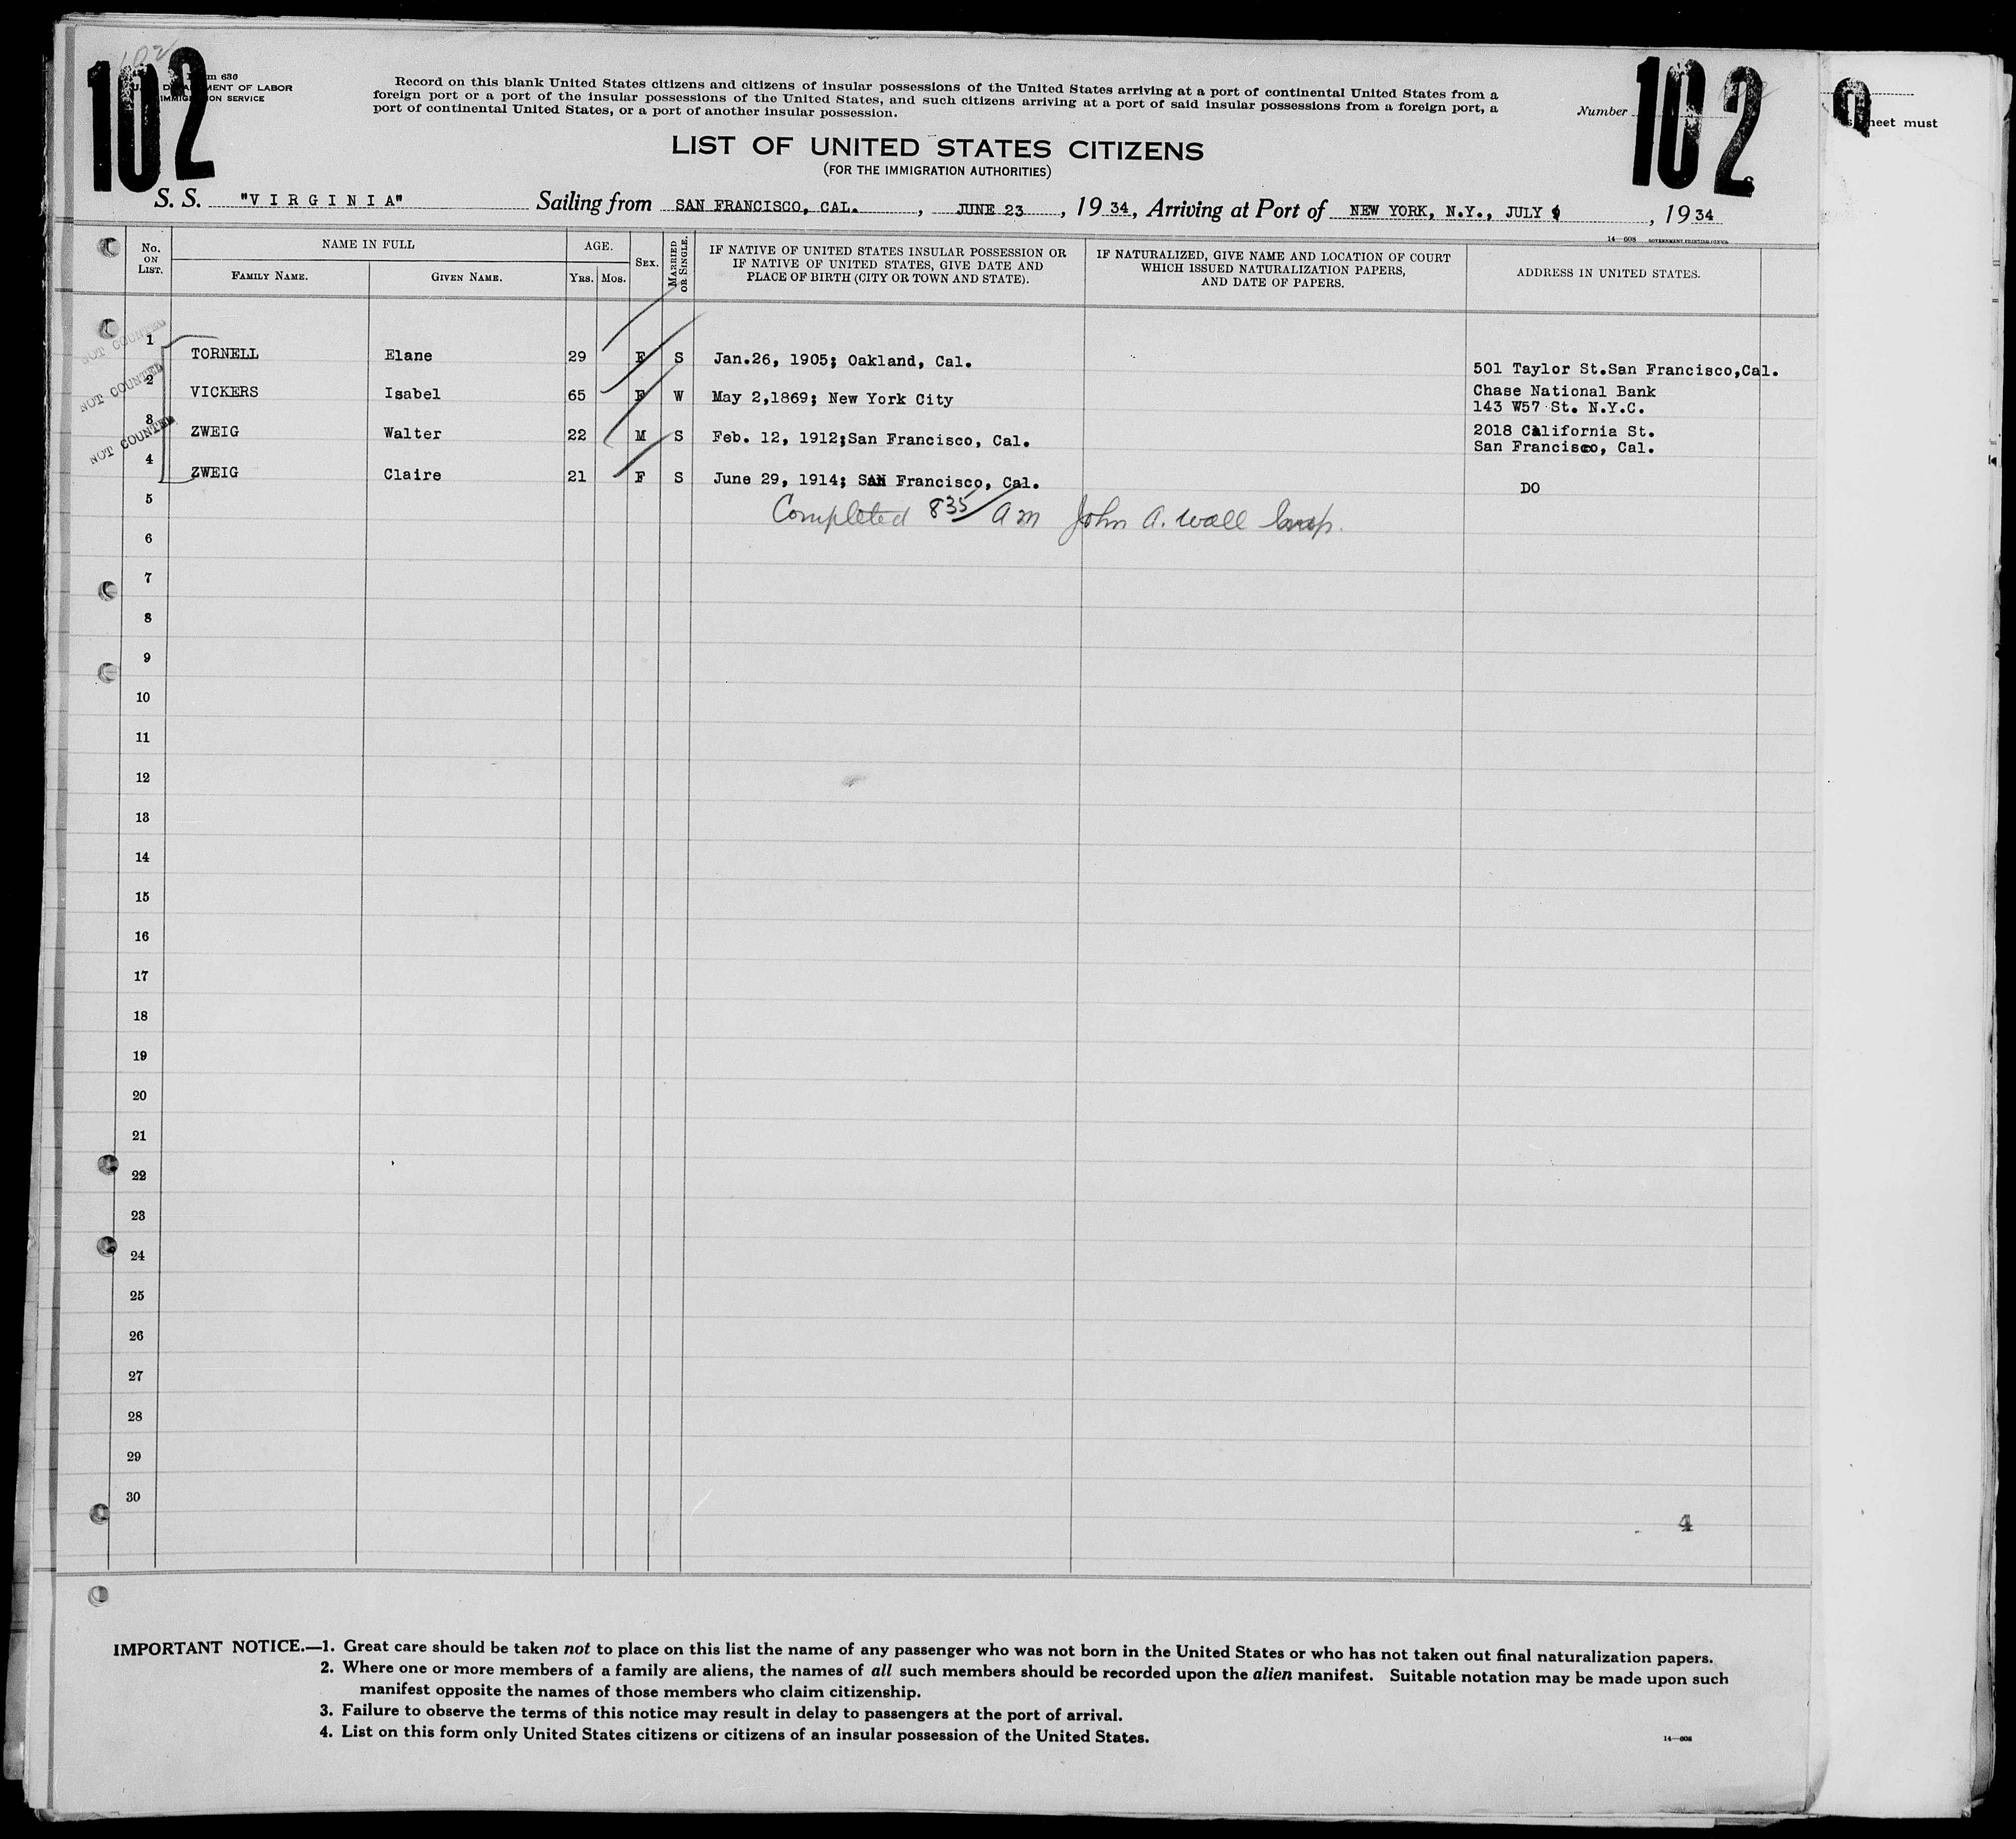 102
102
102
Form 630
U. S. DEPARTMENT OF LABOR
IMMIGRATION SERVICE
Record on this blank United States citizens and citizens of insular possessions of the United States arriving at a port of continental United States from a
foreign port or a port of the insular possessions of the United States, and such citizens arriving at a port of said insular possessions from a foreign port, a
port of continental United States, or a port of another insular possession.
Number
sheet must
LIST OF UNITED STATES CITIZENS
(FOR THE IMMIGRATION AUTHORITIES)
S. S. "VIRGINIA" Sailing from SAN FRANCISCO, CAL., JUNE 23, 1934, Arriving at Port of NEW YORK, N.Y., JULY , 1934
14—608 GOVERNMENT PRINTING OFFICE
No. ON LIST.
NAME IN FULL
FAMILY NAME. GIVEN NAME.
AGE.
YRS. MOS.
SEX.
MARRIED OR SINGLE.
IF NATIVE OF UNITED STATES INSULAR POSSESSION OR
IF NATIVE OF UNITED STATES, GIVE DATE AND
PLACE OF BIRTH (CITY OR TOWN AND STATE).
IF NATURALIZED, GIVE NAME AND LOCATION OF COURT
WHICH ISSUED NATURALIZATION PAPERS,
AND DATE OF PAPERS.
ADDRESS IN UNITED STATES.
NOT COUNTED
1 TORNELL Elane 29 F S Jan.26, 1905; Oakland, Cal. 501 Taylor St.San Francisco,Cal.
NOT COUNTED
2 VICKERS Isabel 65 F W May 2,1869; New York City Chase National Bank
143 W57 St. N.Y.C.
NOT COUNTED
3 ZWEIG Walter 22 M S Feb. 12, 1912;San Francisco, Cal. 2018 California St.
San Francisco, Cal.
4 ZWEIG Claire 21 F S June 29, 1914; SAN Francisco, Cal. DO
5 Completed 835 am John A. Wall Insp.
6
7
8
9
10
11
12
13
14
15
16
17
18
19
20
21
22
23
24
25
26
27
28
29
30
4
IMPORTANT NOTICE.—1. Great care should be taken not to place on this list the name of any passenger who was not born in the United States or who has not taken out final naturalization papers.
2. Where one or more members of a family are aliens, the names of all such members should be recorded upon the alien manifest. Suitable notation may be made upon such
manifest opposite the names of those members who claim citizenship.
3. Failure to observe the terms of this notice may result in delay to passengers at the port of arrival.
4. List on this form only United States citizens or citizens of an insular possession of the United States.
14—608